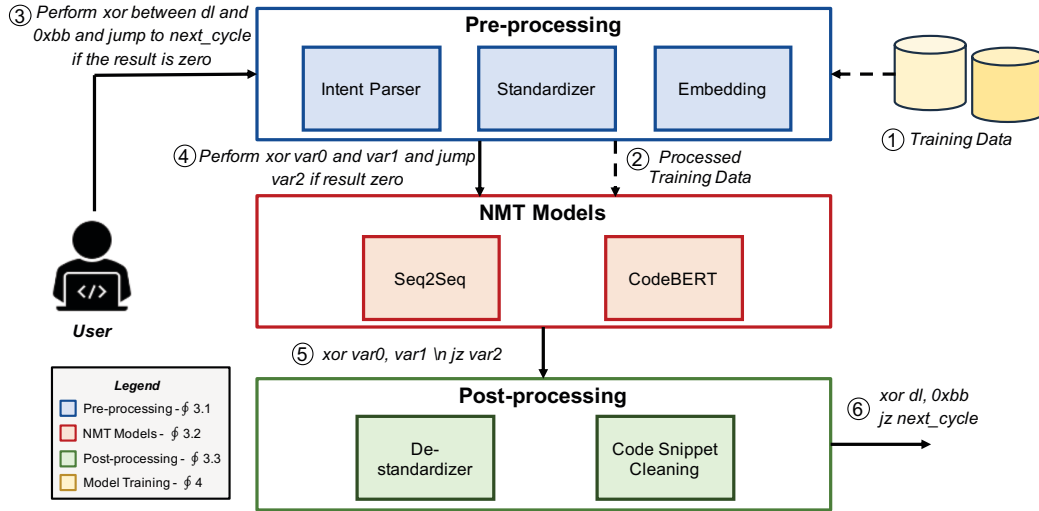 ③ Perform xor between dl and
0xbb and jump to next_cycle
if the result is zero
Pre-processing
Intent Parser
Standardizer
Embedding
① Training Data
④ Perform xor var0 and var1 and jump
var2 if result zero
② Processed
Training Data
NMT Models
Seq2Seq
CodeBERT
</>
User
⑤ xor var0, var1 \n jz var2
Legend
Pre-processing - ∮ 3.1
NMT Models - ∮ 3.2
Post-processing - ∮ 3.3
Model Training - ∮ 4
Post-processing
De-
standardizer
Code Snippet
Cleaning
⑥ xor dl, 0xbb
jz next_cycle